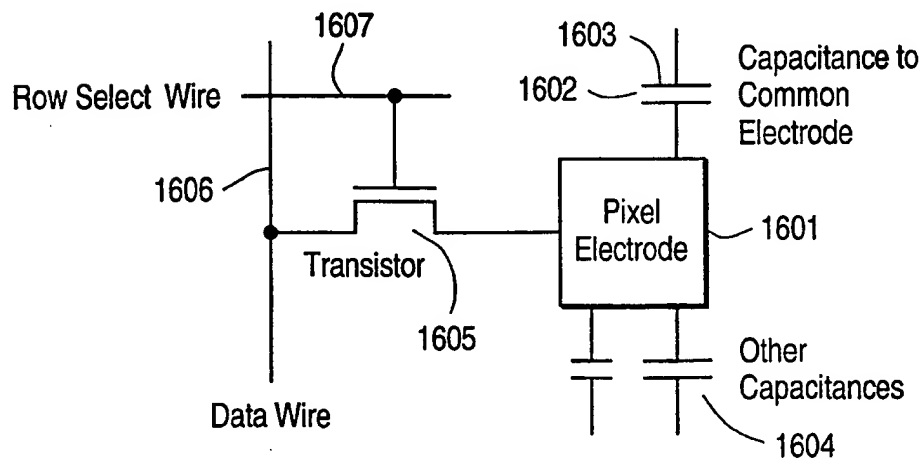 1607
Row Select Wire
1606
Transistor
1605
Data Wire
1603
1602
Capacitance to
Common
Electrode
Pixel
Electrode
1601
Other
Capacitances
1604